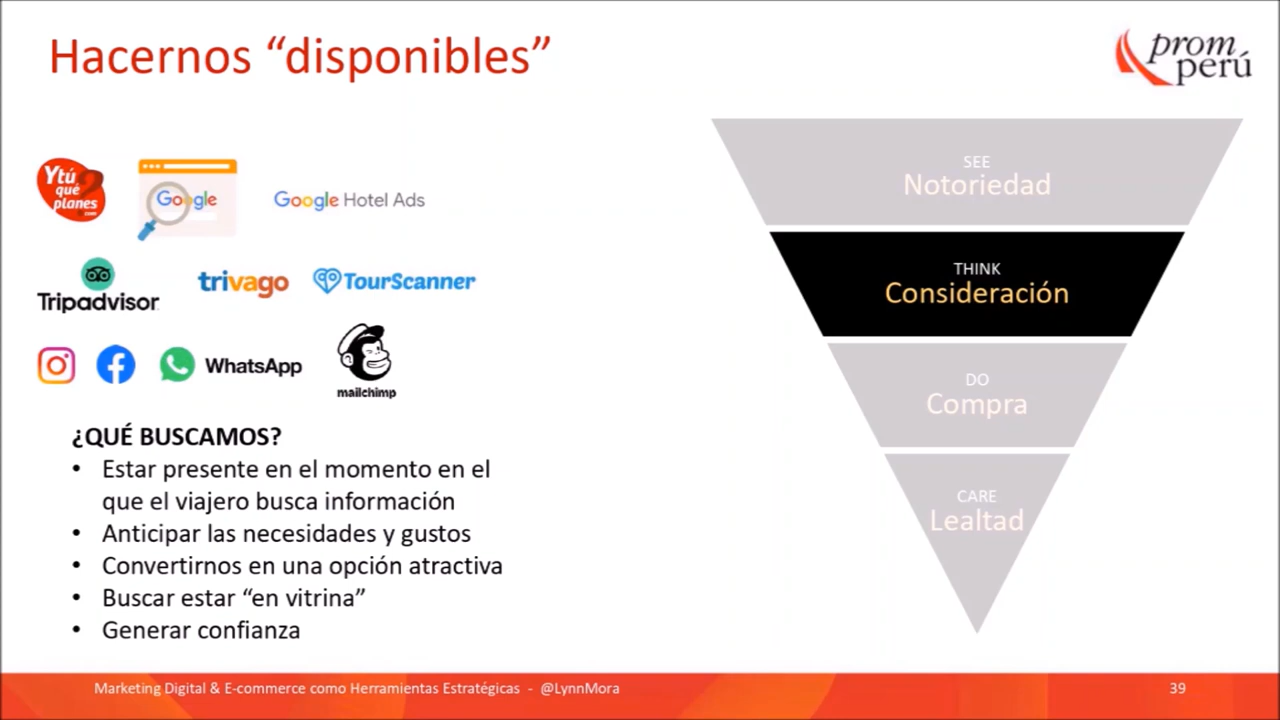 Hacernos “disponibles”
prom
perú
Ytú
qué
planes
.com
?
Google
Google Hotel Ads
Tripadvisor
trivago
TourScanner
WhatsApp
mailchimp
¿QUÉ BUSCAMOS?
• Estar presente en el momento en el
que el viajero busca información
• Anticipar las necesidades y gustos
• Convertirnos en una opción atractiva
• Buscar estar “en vitrina”
• Generar confianza
SEE
Notoriedad
THINK
Consideración
DO
Compra
CARE
Lealtad
Marketing Digital & E-commerce como Herramientas Estratégicas - @LynnMora
39